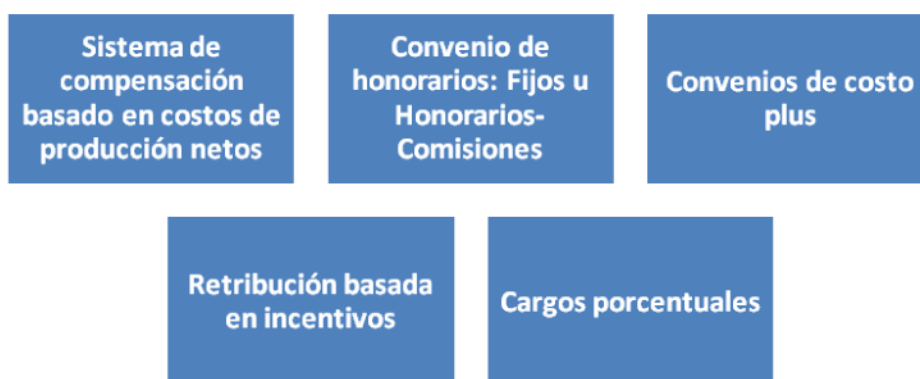 Sistema de
compensación
basado en costos de
producción netos
Convenio de
honorarios: Fijos u
Honorarios-
Comisiones
Convenios de costo
plus
Retribución basada
en incentivos
Cargos porcentuales